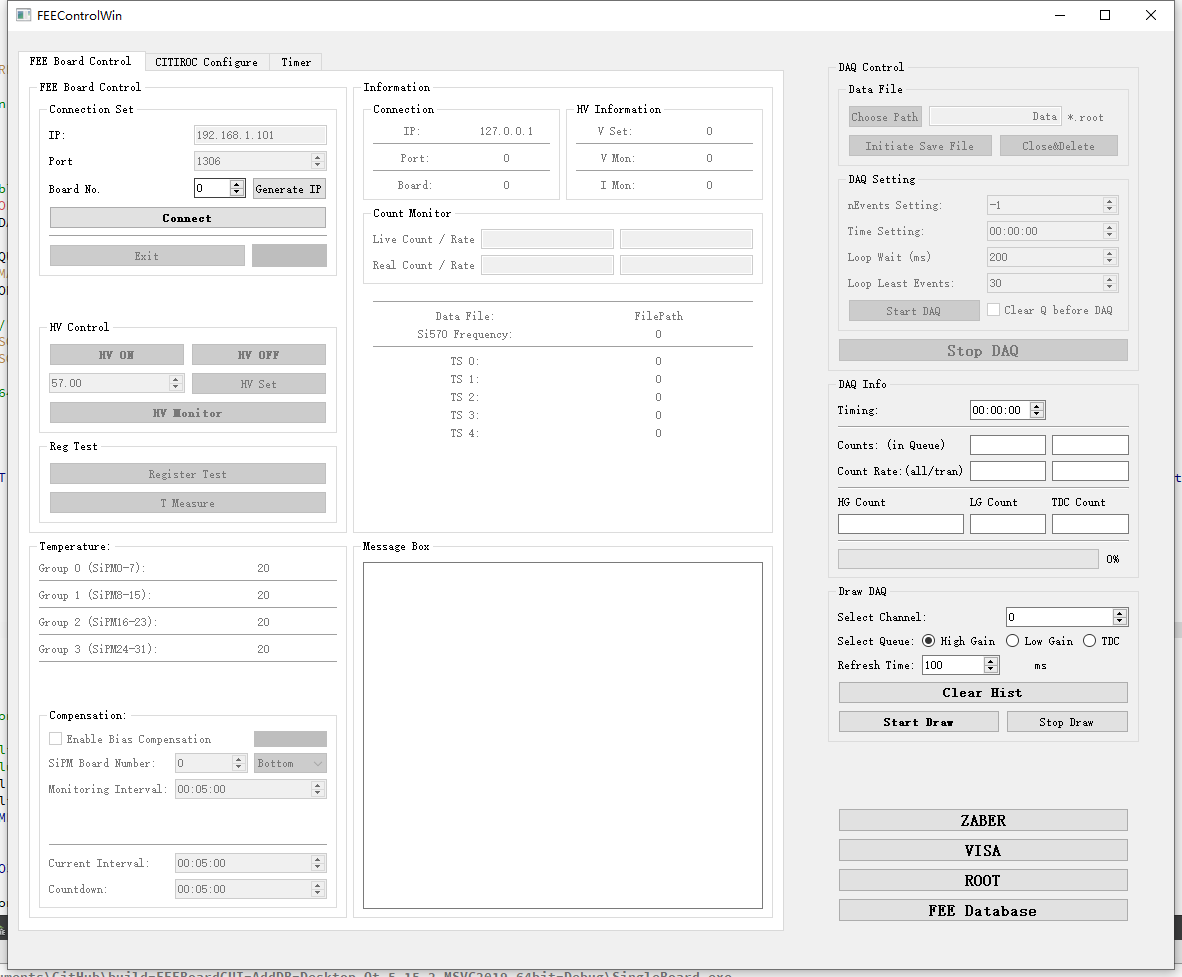 FEEControlWin
FEE Board Control
CITIROC Configure
Timer
FEE Board Control
Connection Set
IP:
192.168.1.101
Port
1306
Board No.
0
Generate IP
Connect
Exit
HV Control
HV ON
HV OFF
57.00
HV Set
HV Monitor
Reg Test
Register Test
T Measure
Temperature:
Group 0 (SiPM0-7):
20
Group 1 (SiPM8-15):
20
Group 2 (SiPM16-23):
20
Group 3 (SiPM24-31):
20
Compensation:
Enable Bias Compensation
SiPM Board Number:
0
Bottom
Monitoring Interval:
00:05:00
Current Interval:
00:05:00
Countdown:
00:05:00
Information
Connection
IP:
127.0.0.1
Port:
0
Board:
0
HV Information
V Set:
0
V Mon:
0
I Mon:
0
Count Monitor
Live Count / Rate
Real Count / Rate
Data File:
FilePath
Si570 Frequency:
0
TS 0:
0
TS 1:
0
TS 2:
0
TS 3:
0
TS 4:
0
Message Box
DAQ Control
Data File
Choose Path
Data
*.root
Initiate Save File
Close&Delete
DAQ Setting
nEvents Setting:
-1
Time Setting:
00:00:00
Loop Wait (ms)
200
Loop Least Events:
30
Start DAQ
Clear Q before DAQ
Stop DAQ
DAQ Info
Timing:
00:00:00
Counts: (in Queue)
Count Rate:(all/tran)
HG Count
LG Count
TDC Count
0%
Draw DAQ
Select Channel:
0
Select Queue:
High Gain
Low Gain
TDC
Refresh Time:
100
ms
Clear Hist
Start Draw
Stop Draw
ZABER
VISA
ROOT
FEE Database